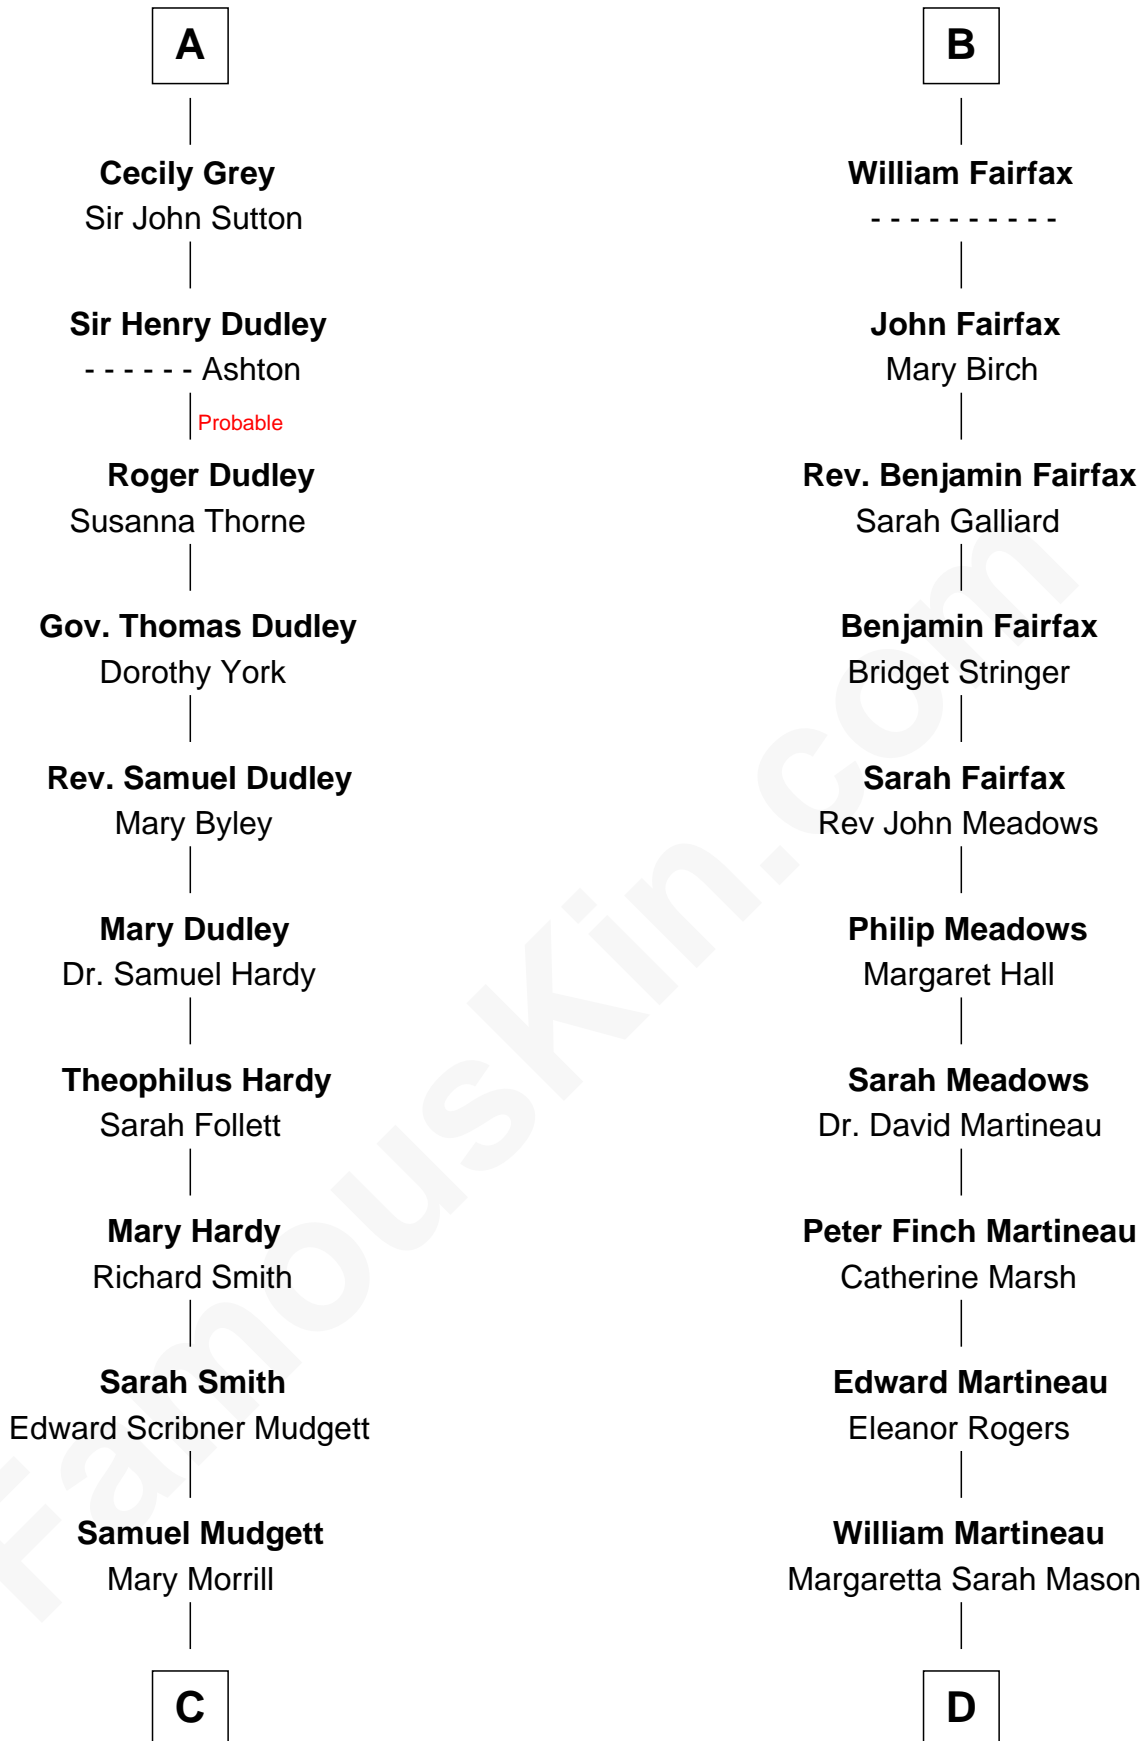 A
Cecily Grey
Sir John Sutton
Sir Henry Dudley
- - - - - - Ashton
Probable
Roger Dudley
Susanna Thorne
Gov. Thomas Dudley
Dorothy York
Rev. Samuel Dudley
Mary Byley
Mary Dudley
Dr. Samuel Hardy
Theophilus Hardy
Sarah Follett
Mary Hardy
Richard Smith
Sarah Smith
Edward Scribner Mudgett
Samuel Mudgett
Mary Morrill
C
B
William Fairfax
- - - - - - - - - -
John Fairfax
Mary Birch
Rev. Benjamin Fairfax
Sarah Galliard
Benjamin Fairfax
Bridget Stringer
Sarah Fairfax
Rev John Meadows
Philip Meadows
Margaret Hall
Sarah Meadows
Dr. David Martineau
Peter Finch Martineau
Catherine Marsh
Edward Martineau
Eleanor Rogers
William Martineau
Margaretta Sarah Mason
D
FamousKin.com